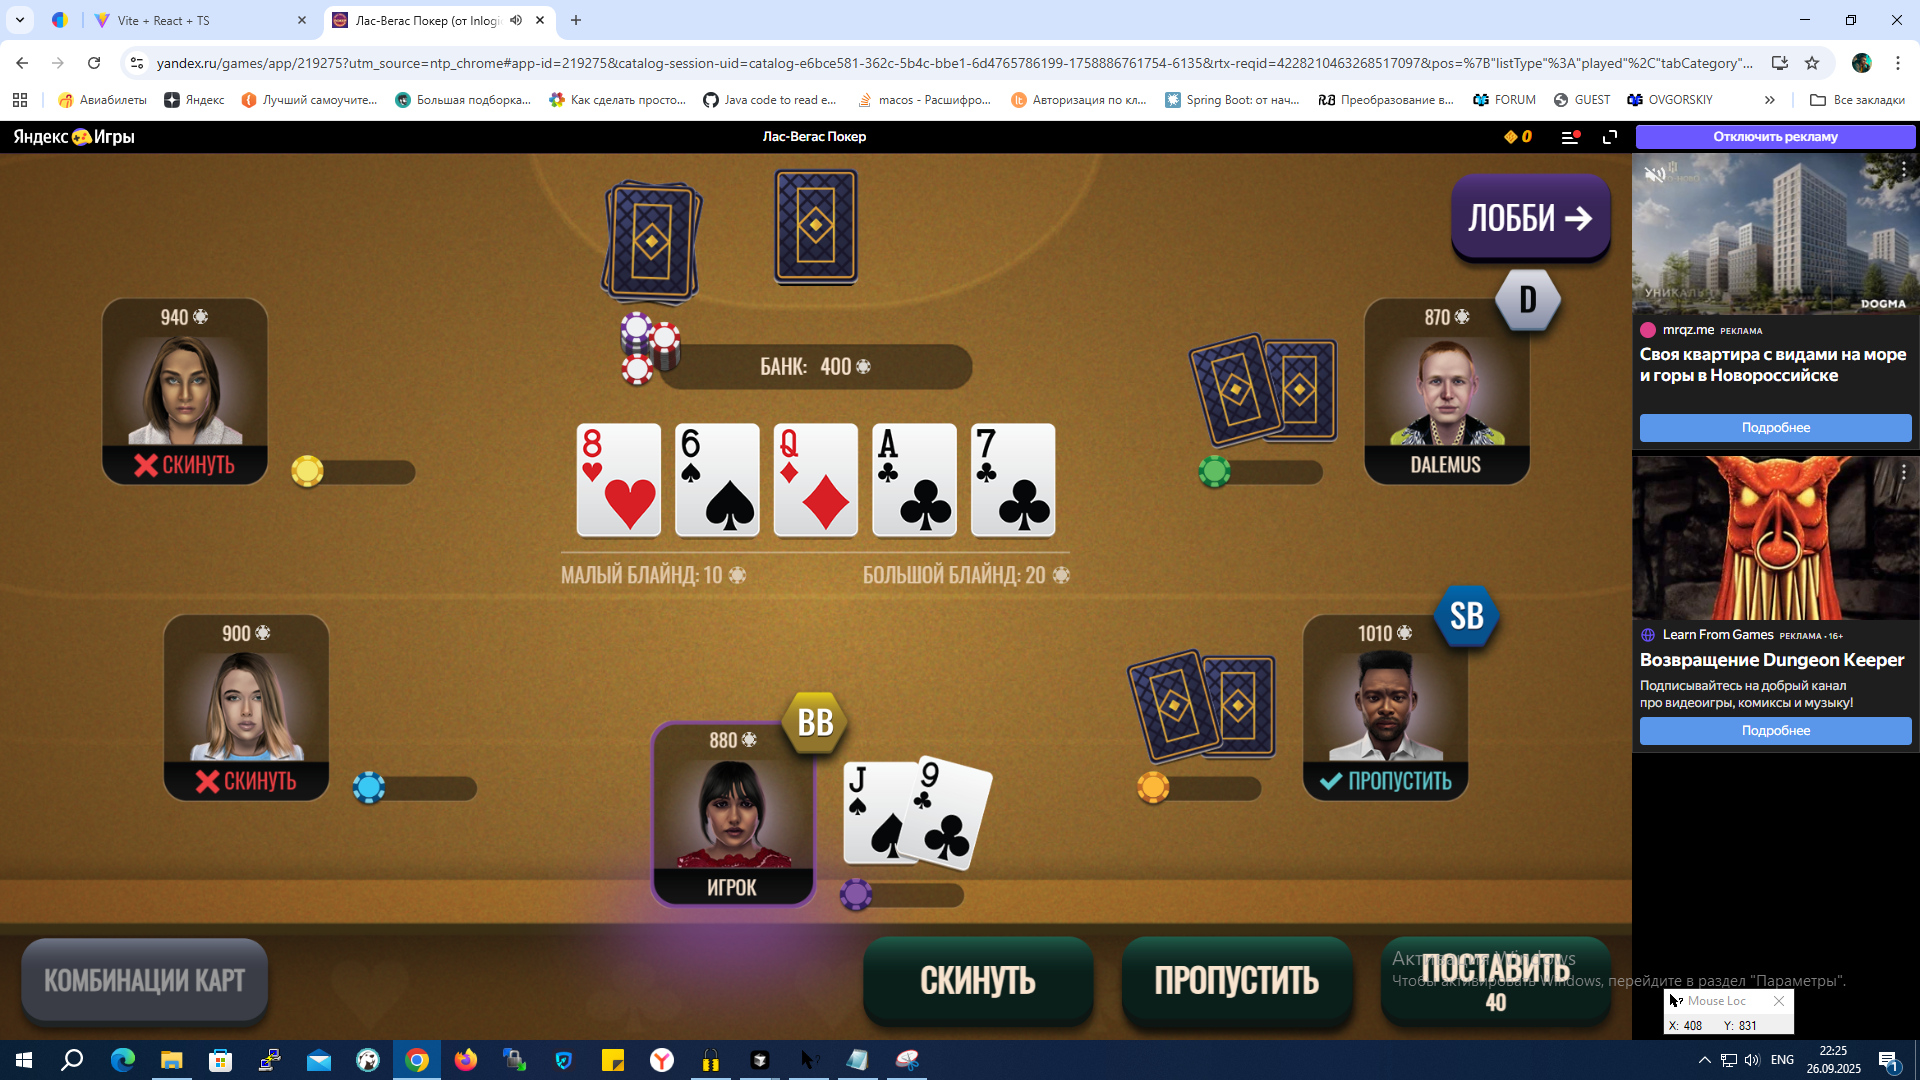 Vite + React + TS
Лас-Вегас Покер (от Inlogic
yandex.ru/games/app/219275?utm_source=ntp_chrome#app-id=219275&catalog-session-uid=catalog-e6bce581-362c-5b4c-bbe1-6d4765786199-1758886761754-6135&rtx-reqid=4228210463268517097&pos=%7B"listType"%3A"played"%2C"tabCategory"...
Авиабилеты
Яндекс
Лучший самоучите...
Большая подборка...
Как сделать просто...
Java code to read e...
macos - Расшифро...
Авторизация по кл...
Spring Boot: от нач...
Преобразование в...
FORUM
GUEST
OVGORSKIY
Все закладки
Яндекс Игры
Лас-Вегас Покер
0
Отключить рекламу
ЛОББИ
D
940
СКИНУТЬ
870
DALEMUS
БАНК: 400
8
6
Q
A
7
МАЛЫЙ БЛАЙНД: 10
БОЛЬШОЙ БЛАЙНД: 20
900
СКИНУТЬ
BB
880
ИГРОК
J
9
SB
1010
ПРОПУСТИТЬ
КОМБИНАЦИИ КАРТ
СКИНУТЬ
ПРОПУСТИТЬ
ПОСТАВИТЬ
40
DOGMA
mrqz.me РЕКЛАМА
Своя квартира с видами на море
и горы в Новороссийске
Подробнее
Learn From Games РЕКЛАМА • 16+
Возвращение Dungeon Keeper
Подписывайтесь на добрый канал
про видеоигры, комиксы и музыку!
Подробнее
Активация Windows
Чтобы активировать Windows, перейдите в раздел "Параметры".
Mouse Loc
X: 408 Y: 831
ENG
22:25
26.09.2025
1